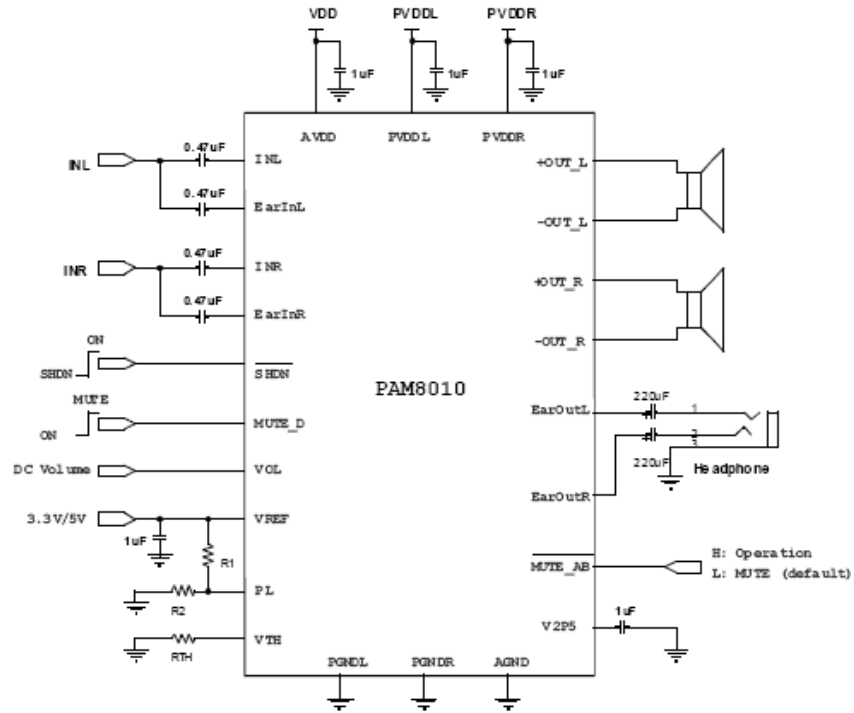 VDD PVDDL PVDDR
1uF 1uF 1uF
AVDD PVDDL PVDDR
INL 0.47uF INL
0.47uF EarInL
INR 0.47uF INR
0.47uF EarInR
ON
SHDN SHDN
MUTE
ON MUTE_D
DC Volume VOL
3.3V/5V VREF
1uF R1
R2 PL
RTH VTH
PAM8010
+OUT_L
-OUT_L
+OUT_R
-OUT_R
EarOutL 220uF 1
2
3
220uF Headphone
EarOutR
MUTE_AB H: Operation
L: MUTE (default)
V2P5 1uF
PGNDL PGNDR AGND